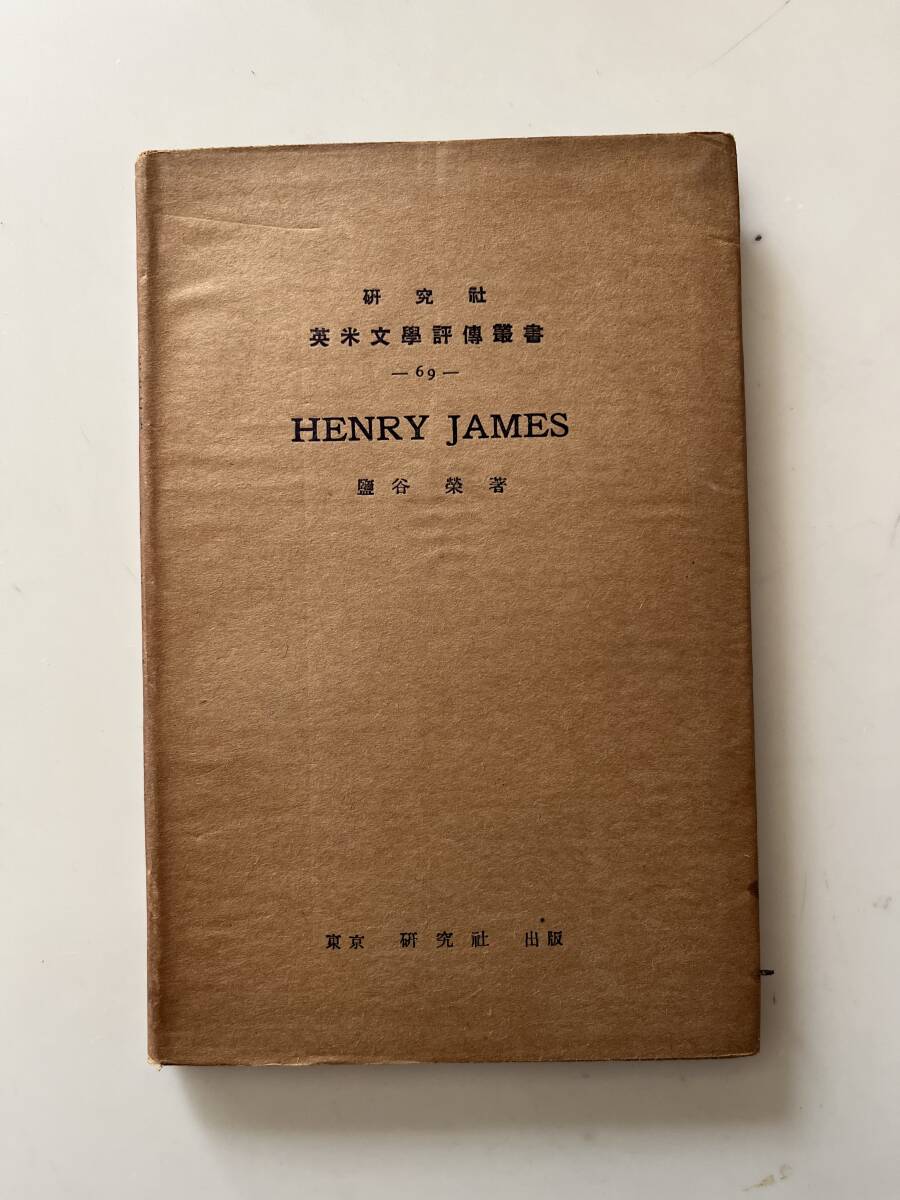 研究社
英米文學評傳叢書
— 69 —
HENRY JAMES
鹽谷 榮 著
東京 研究社 出版